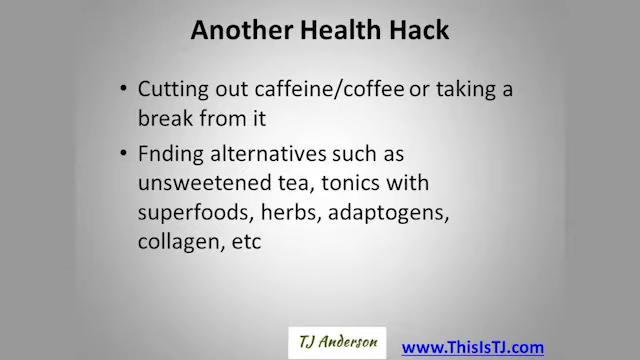 Another Health Hack
• Cutting out caffeine/coffee or taking a
break from it
• Fnding alternatives such as
unsweetened tea, tonics with
superfoods, herbs, adaptogens,
collagen, etc
TJ Anderson
www.ThisIsTJ.com